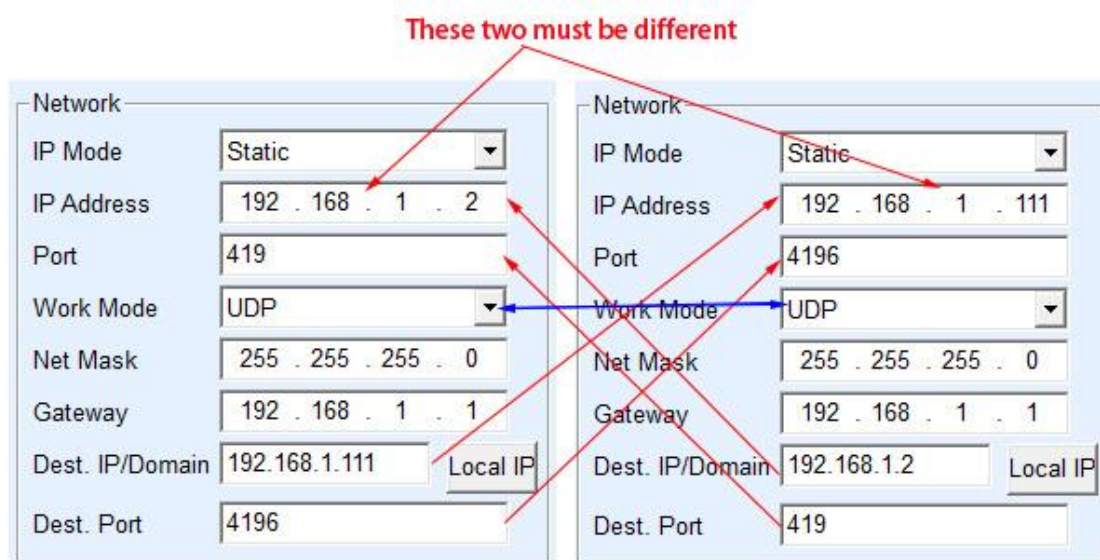 These two must be different
Network
IP Mode Static
IP Address 192 . 168 . 1 . 2
Port 419
Work Mode UDP
Net Mask 255 . 255 . 255 . 0
Gateway 192 . 168 . 1 . 1
Dest. IP/Domain 192.168.1.111 Local IP
Dest. Port 4196
Network
IP Mode Static
IP Address 192 . 168 . 1 . 111
Port 4196
Work Mode UDP
Net Mask 255 . 255 . 255 . 0
Gateway 192 . 168 . 1 . 1
Dest. IP/Domain 192.168.1.2 Local IP
Dest. Port 419